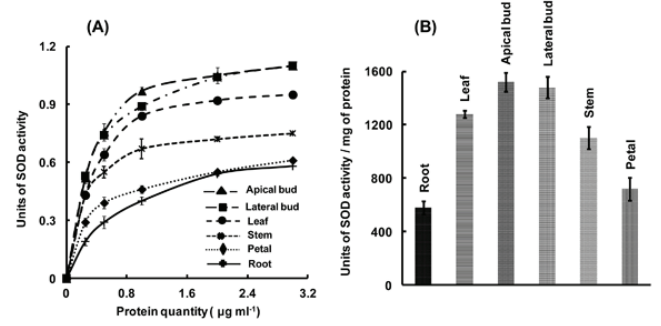 (A)
1.2
0.9
0.6
0.3
0
Units of SOD activity
0.0
0.8
1.6
2.4
3.2
Protein quantity ( µg ml-1)
Apical bud
Lateral bud
Leaf
Stem
Petal
Root
(B)
1600
1200
600
400
Units of SOD activity / mg of protein
Root
Leaf
Apical bud
Lateral bud
Stem
Petal